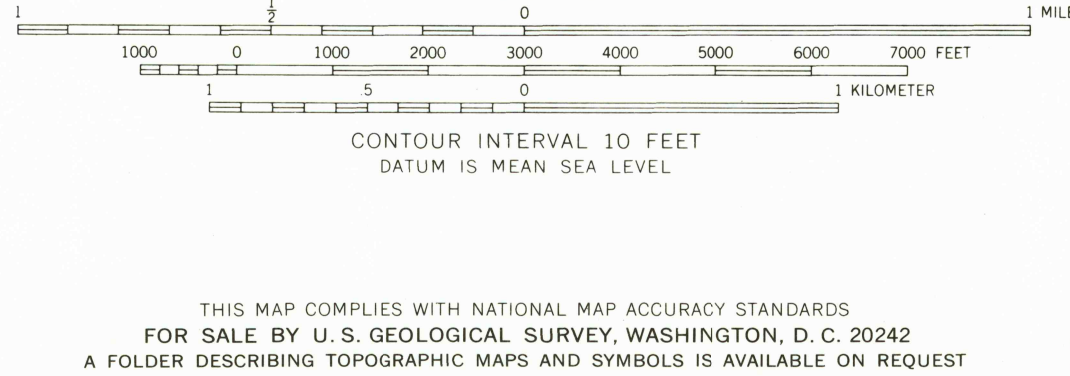 1 ½ 0 1 MILE
1000 0 1000 2000 3000 4000 5000 6000 7000 FEET
1 .5 0 1 KILOMETER
CONTOUR INTERVAL 10 FEET
DATUM IS MEAN SEA LEVEL
THIS MAP COMPLIES WITH NATIONAL MAP ACCURACY STANDARDS
FOR SALE BY U. S. GEOLOGICAL SURVEY, WASHINGTON, D. C. 20242
A FOLDER DESCRIBING TOPOGRAPHIC MAPS AND SYMBOLS IS AVAILABLE ON REQUEST